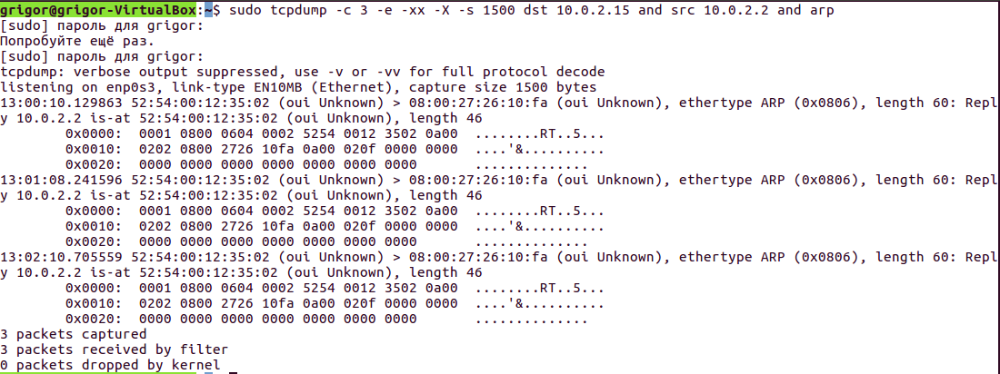 grigor@grigor-VirtualBox:~$ sudo tcpdump -c 3 -e -xx -X -s 1500 dst 10.0.2.15 and src 10.0.2.2 and arp
[sudo] пароль для grigor:
Попробуйте ещё раз.
[sudo] пароль для grigor:
tcpdump: verbose output suppressed, use -v or -vv for full protocol decode
listening on enp0s3, link-type EN10MB (Ethernet), capture size 1500 bytes
13:00:10.129863 52:54:00:12:35:02 (oui Unknown) > 08:00:27:26:10:fa (oui Unknown), ethertype ARP (0x0806), length 60: Repl
y 10.0.2.2 is-at 52:54:00:12:35:02 (oui Unknown), length 46
        0x0000:  0001 0800 0604 0002 5254 0012 3502 0a00  ........RT..5...
        0x0010:  0202 0800 2726 10fa 0a00 020f 0000 0000  ....'&..........
        0x0020:  0000 0000 0000 0000 0000 0000 0000       ..............
13:01:08.241596 52:54:00:12:35:02 (oui Unknown) > 08:00:27:26:10:fa (oui Unknown), ethertype ARP (0x0806), length 60: Repl
y 10.0.2.2 is-at 52:54:00:12:35:02 (oui Unknown), length 46
        0x0000:  0001 0800 0604 0002 5254 0012 3502 0a00  ........RT..5...
        0x0010:  0202 0800 2726 10fa 0a00 020f 0000 0000  ....'&..........
        0x0020:  0000 0000 0000 0000 0000 0000 0000       ..............
13:02:10.705559 52:54:00:12:35:02 (oui Unknown) > 08:00:27:26:10:fa (oui Unknown), ethertype ARP (0x0806), length 60: Repl
y 10.0.2.2 is-at 52:54:00:12:35:02 (oui Unknown), length 46
        0x0000:  0001 0800 0604 0002 5254 0012 3502 0a00  ........RT..5...
        0x0010:  0202 0800 2726 10fa 0a00 020f 0000 0000  ....'&..........
        0x0020:  0000 0000 0000 0000 0000 0000 0000       ..............
3 packets captured
3 packets received by filter
0 packets dropped by kernel